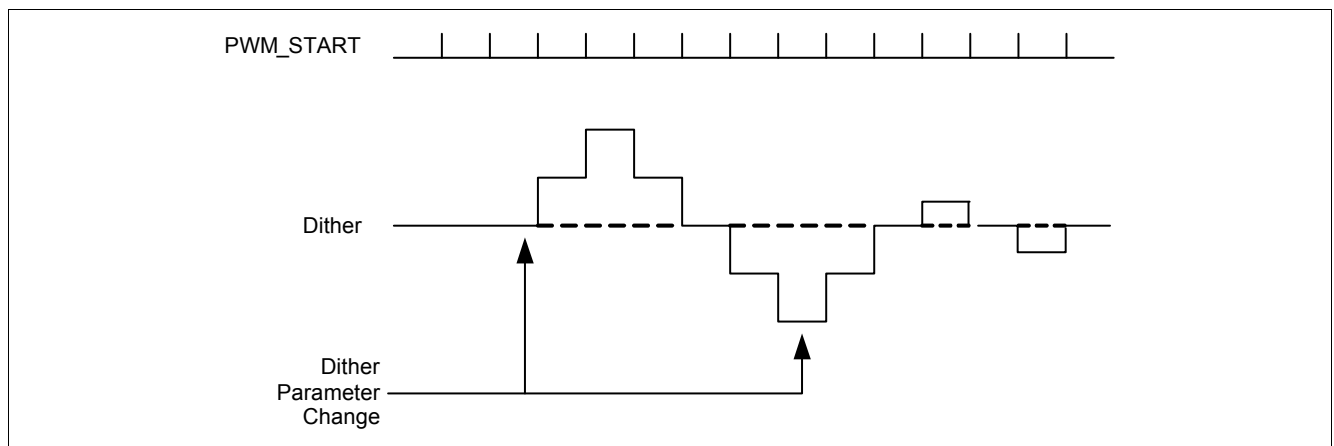 PWM_START
Dither
Dither
Parameter
Change